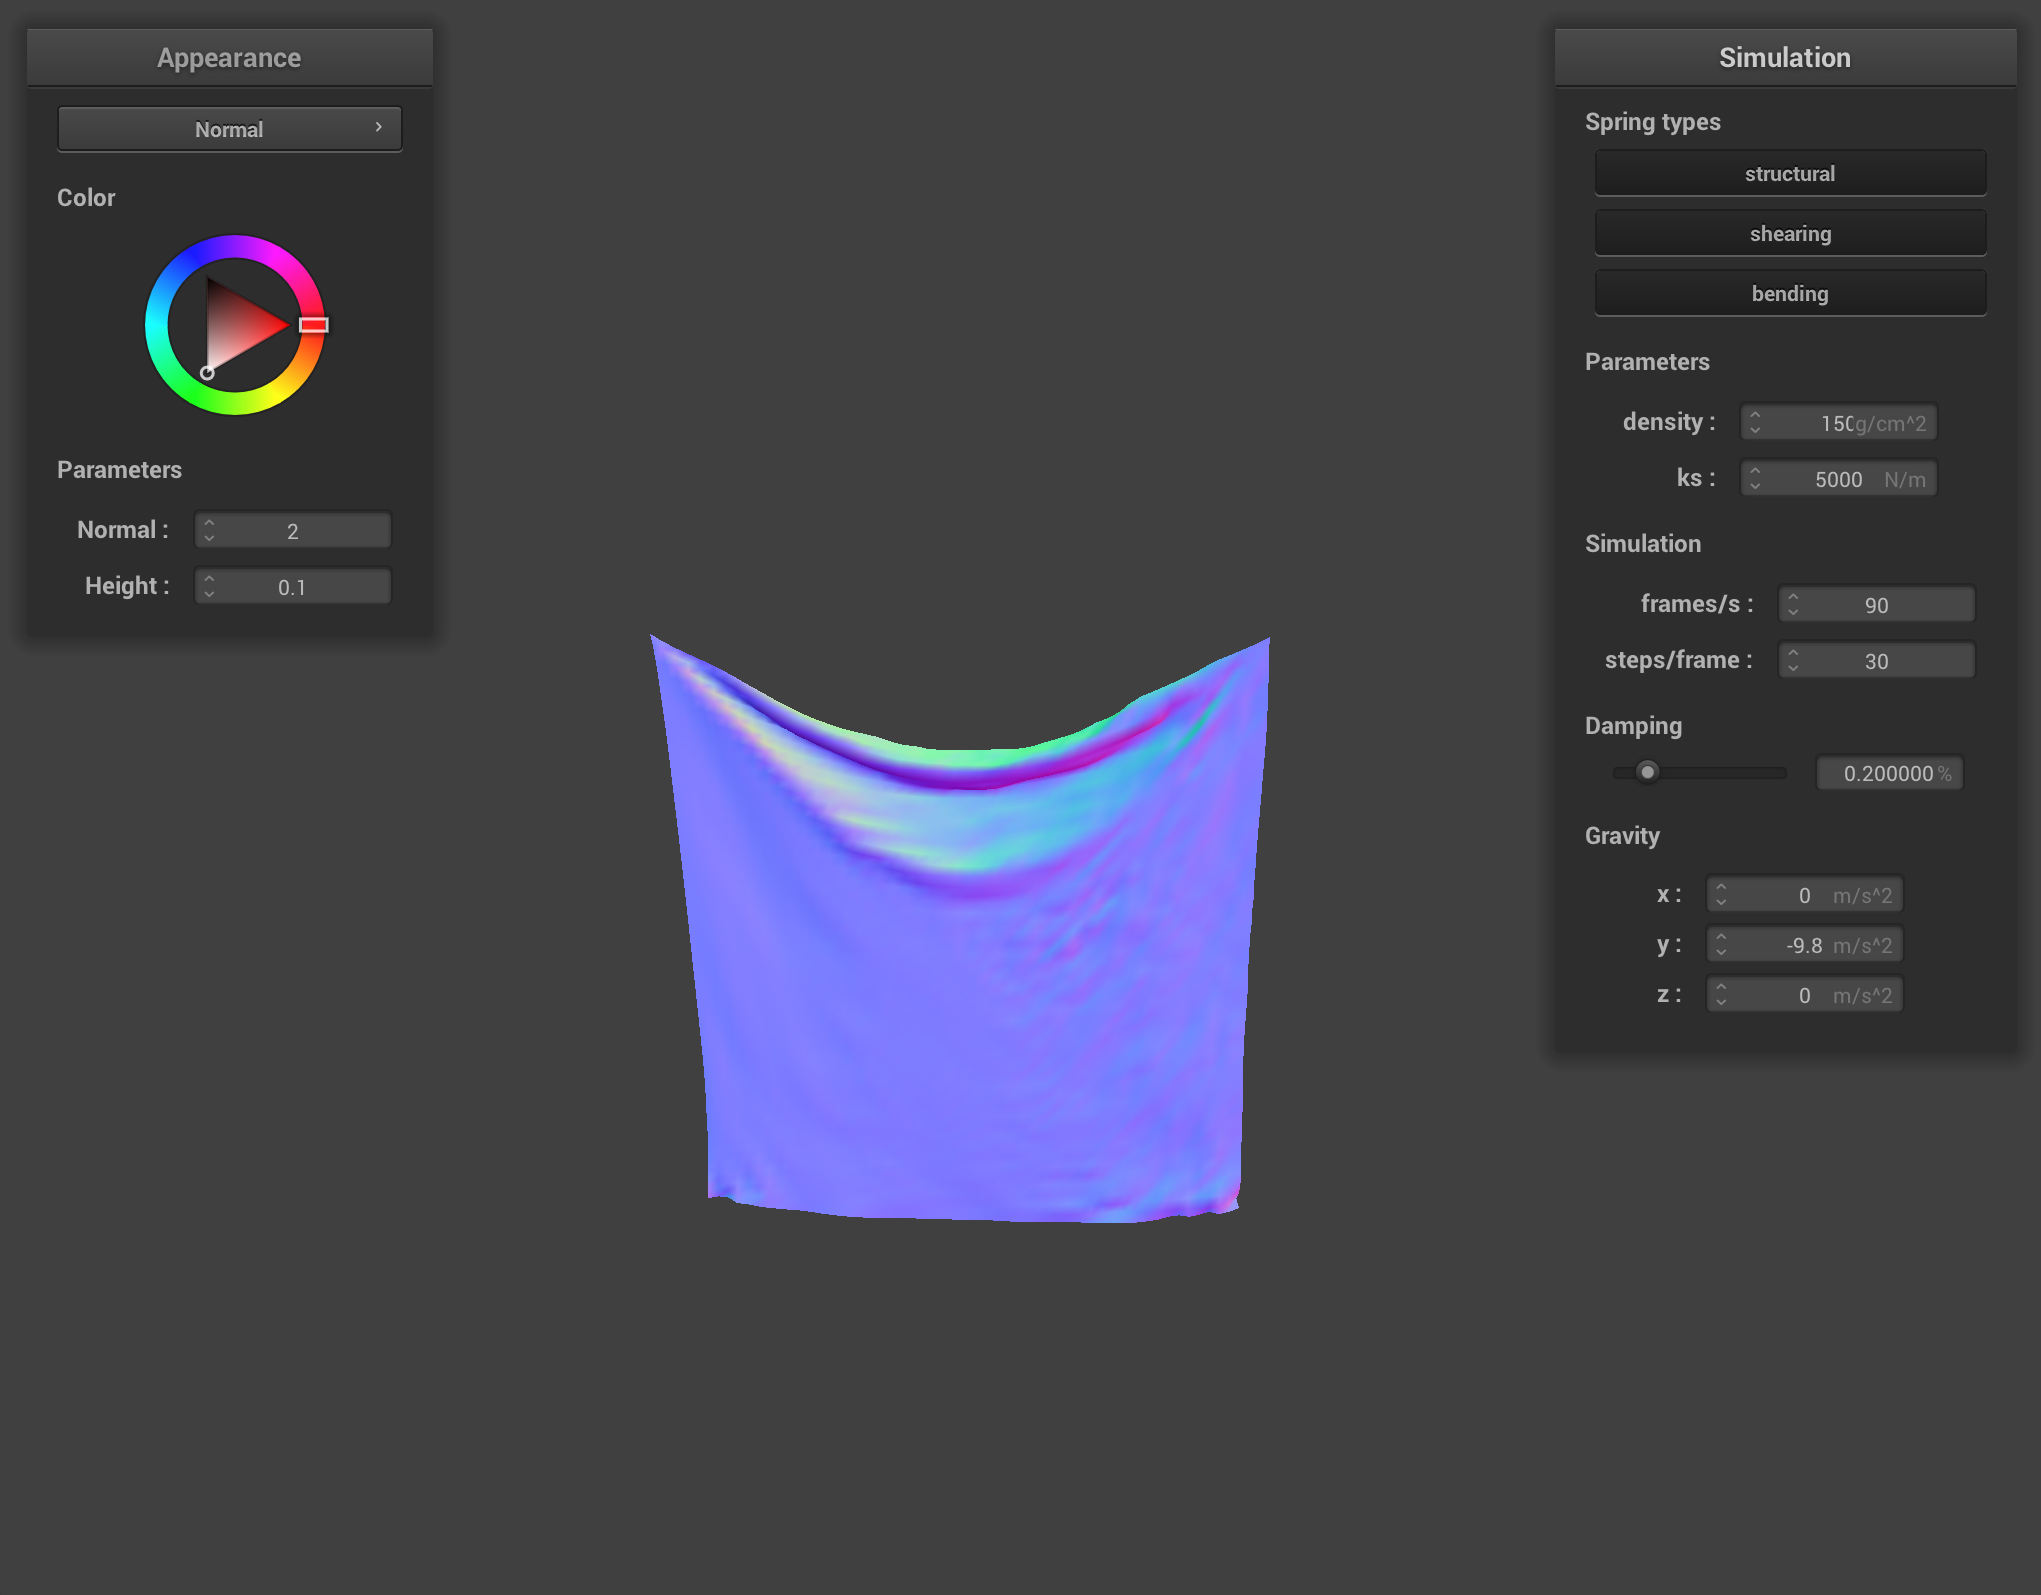 Appearance
Normal
Color
Parameters
Normal : 2
Height : 0.1
Simulation
Spring types
structural
shearing
bending
Parameters
density : 150 g/cm^2
ks : 5000 N/m
Simulation
frames/s : 90
steps/frame : 30
Damping
0.200000 %
Gravity
x : 0 m/s^2
y : -9.8 m/s^2
z : 0 m/s^2